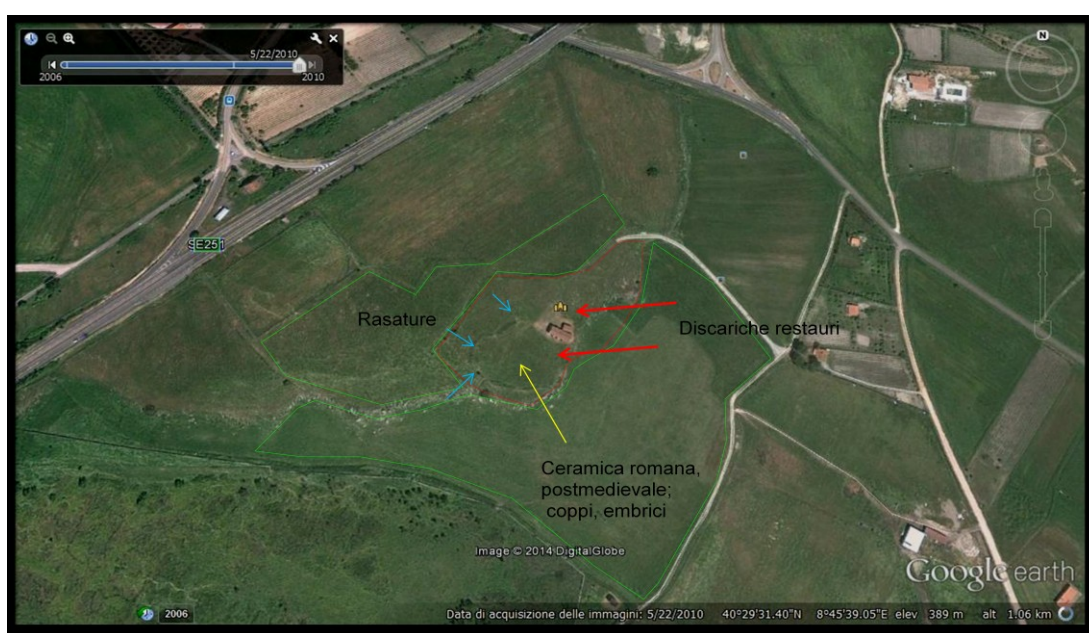 5/22/2010
2006
2010
N
SE251
Rasature
Discariche restauri
Ceramica romana,
postmedievale;
coppi, embrici
Image © 2014 DigitalGlobe
Google earth
2006
Data di acquisizione delle immagini: 5/22/2010 40°29'31.40"N 8°45'39.05"E elev 389 m alt 1.06 km